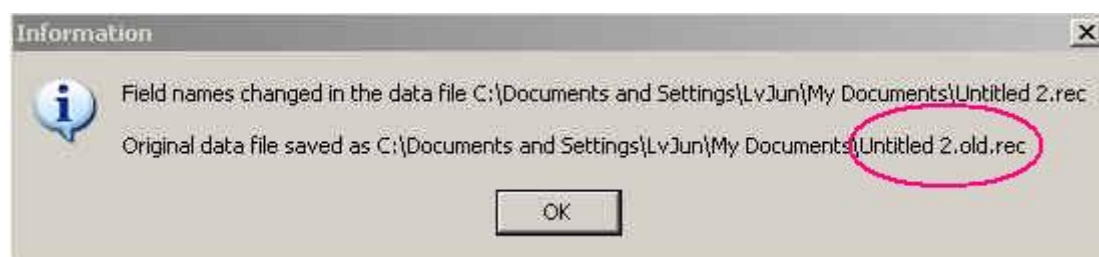 Information
Field names changed in the data file C:\Documents and Settings\LvJun\My Documents\Untitled 2.rec
Original data file saved as C:\Documents and Settings\LvJun\My Documents\Untitled 2.old.rec
OK